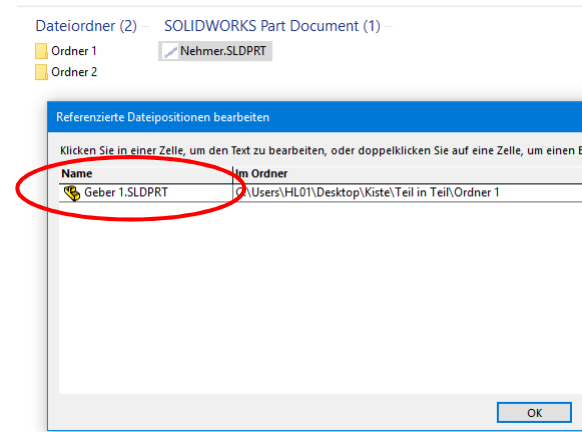 Dateiordner (2)
SOLIDWORKS Part Document (1)
Ordner 1
Nehmer.SLDPRT
Ordner 2
Referenzierte Dateipositionen bearbeiten
Klicken Sie in einer Zelle, um den Text zu bearbeiten, oder doppelklicken Sie auf eine Zelle, um einen
Name
Im Ordner
Geber 1.SLDPRT
C:\Users\HL01\Desktop\Kiste\Teil in Teil\Ordner 1
OK